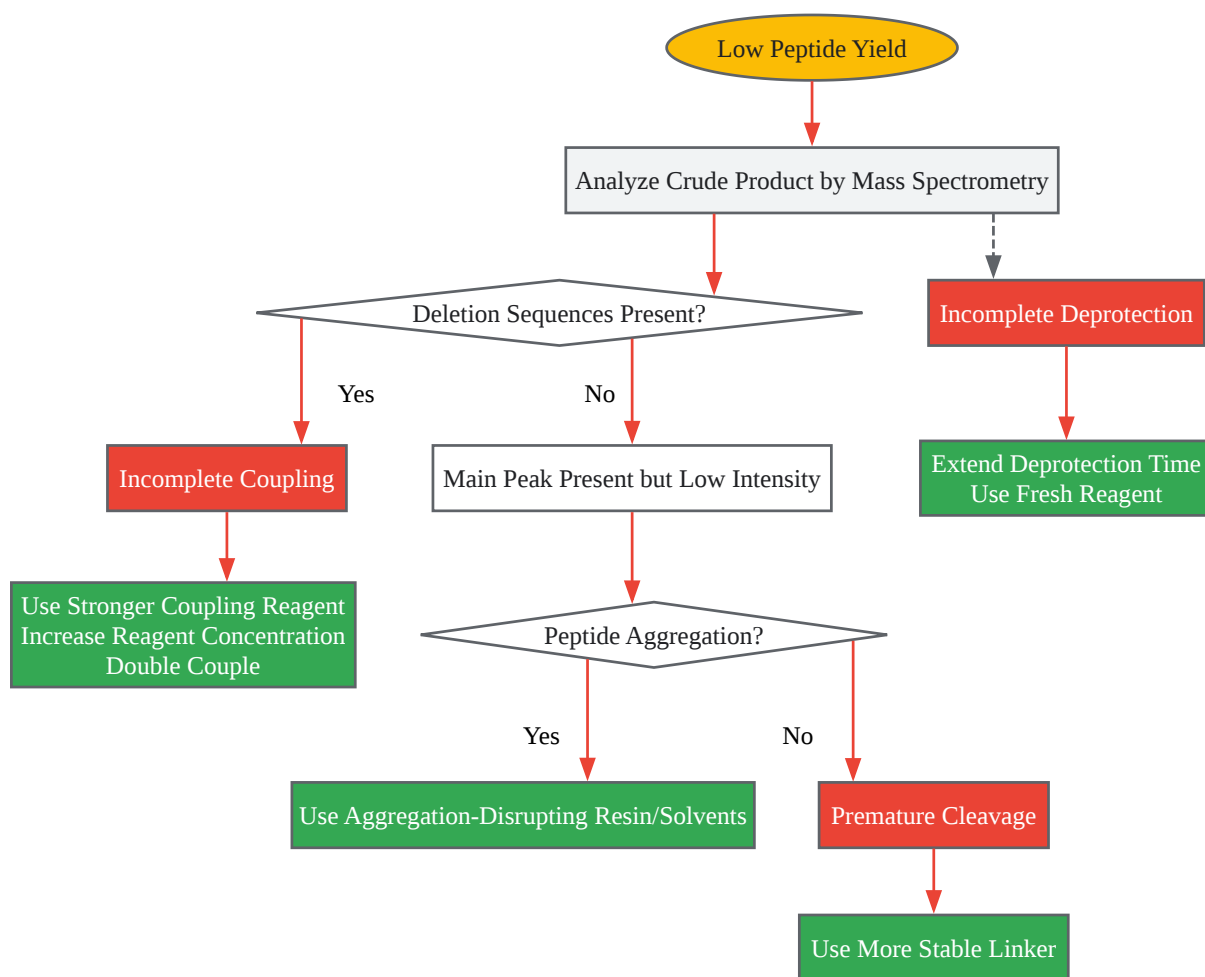 Low Peptide Yield
Analyze Crude Product by Mass Spectrometry
Deletion Sequences Present?
Incomplete Deprotection
Yes
No
Incomplete Coupling
Main Peak Present but Low Intensity
Extend Deprotection Time
Use Fresh Reagent
Use Stronger Coupling Reagent
Increase Reagent Concentration
Double Couple
Peptide Aggregation?
Yes
No
Use Aggregation-Disrupting Resin/Solvents
Premature Cleavage
Use More Stable Linker